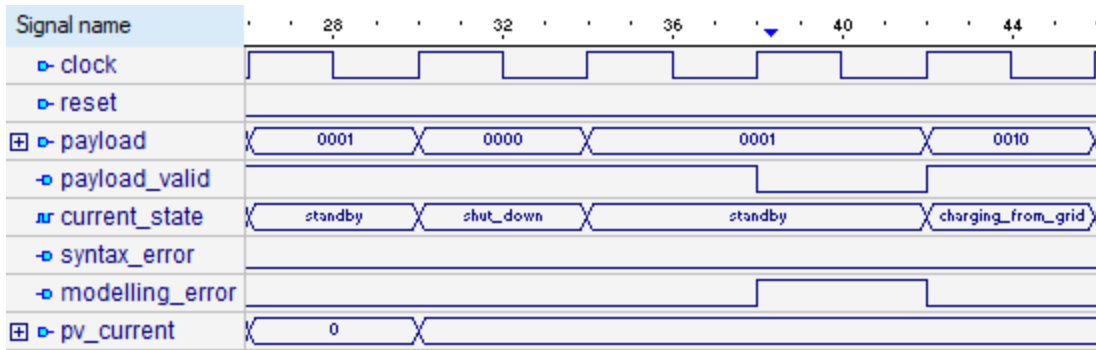 Signal name 28 32 36 40 44
clock
reset
payload 0001 0000 0001 0010
payload_valid
current_state standby shut_down standby charging_from_grid
syntax_error
modelling_error
pv_current 0